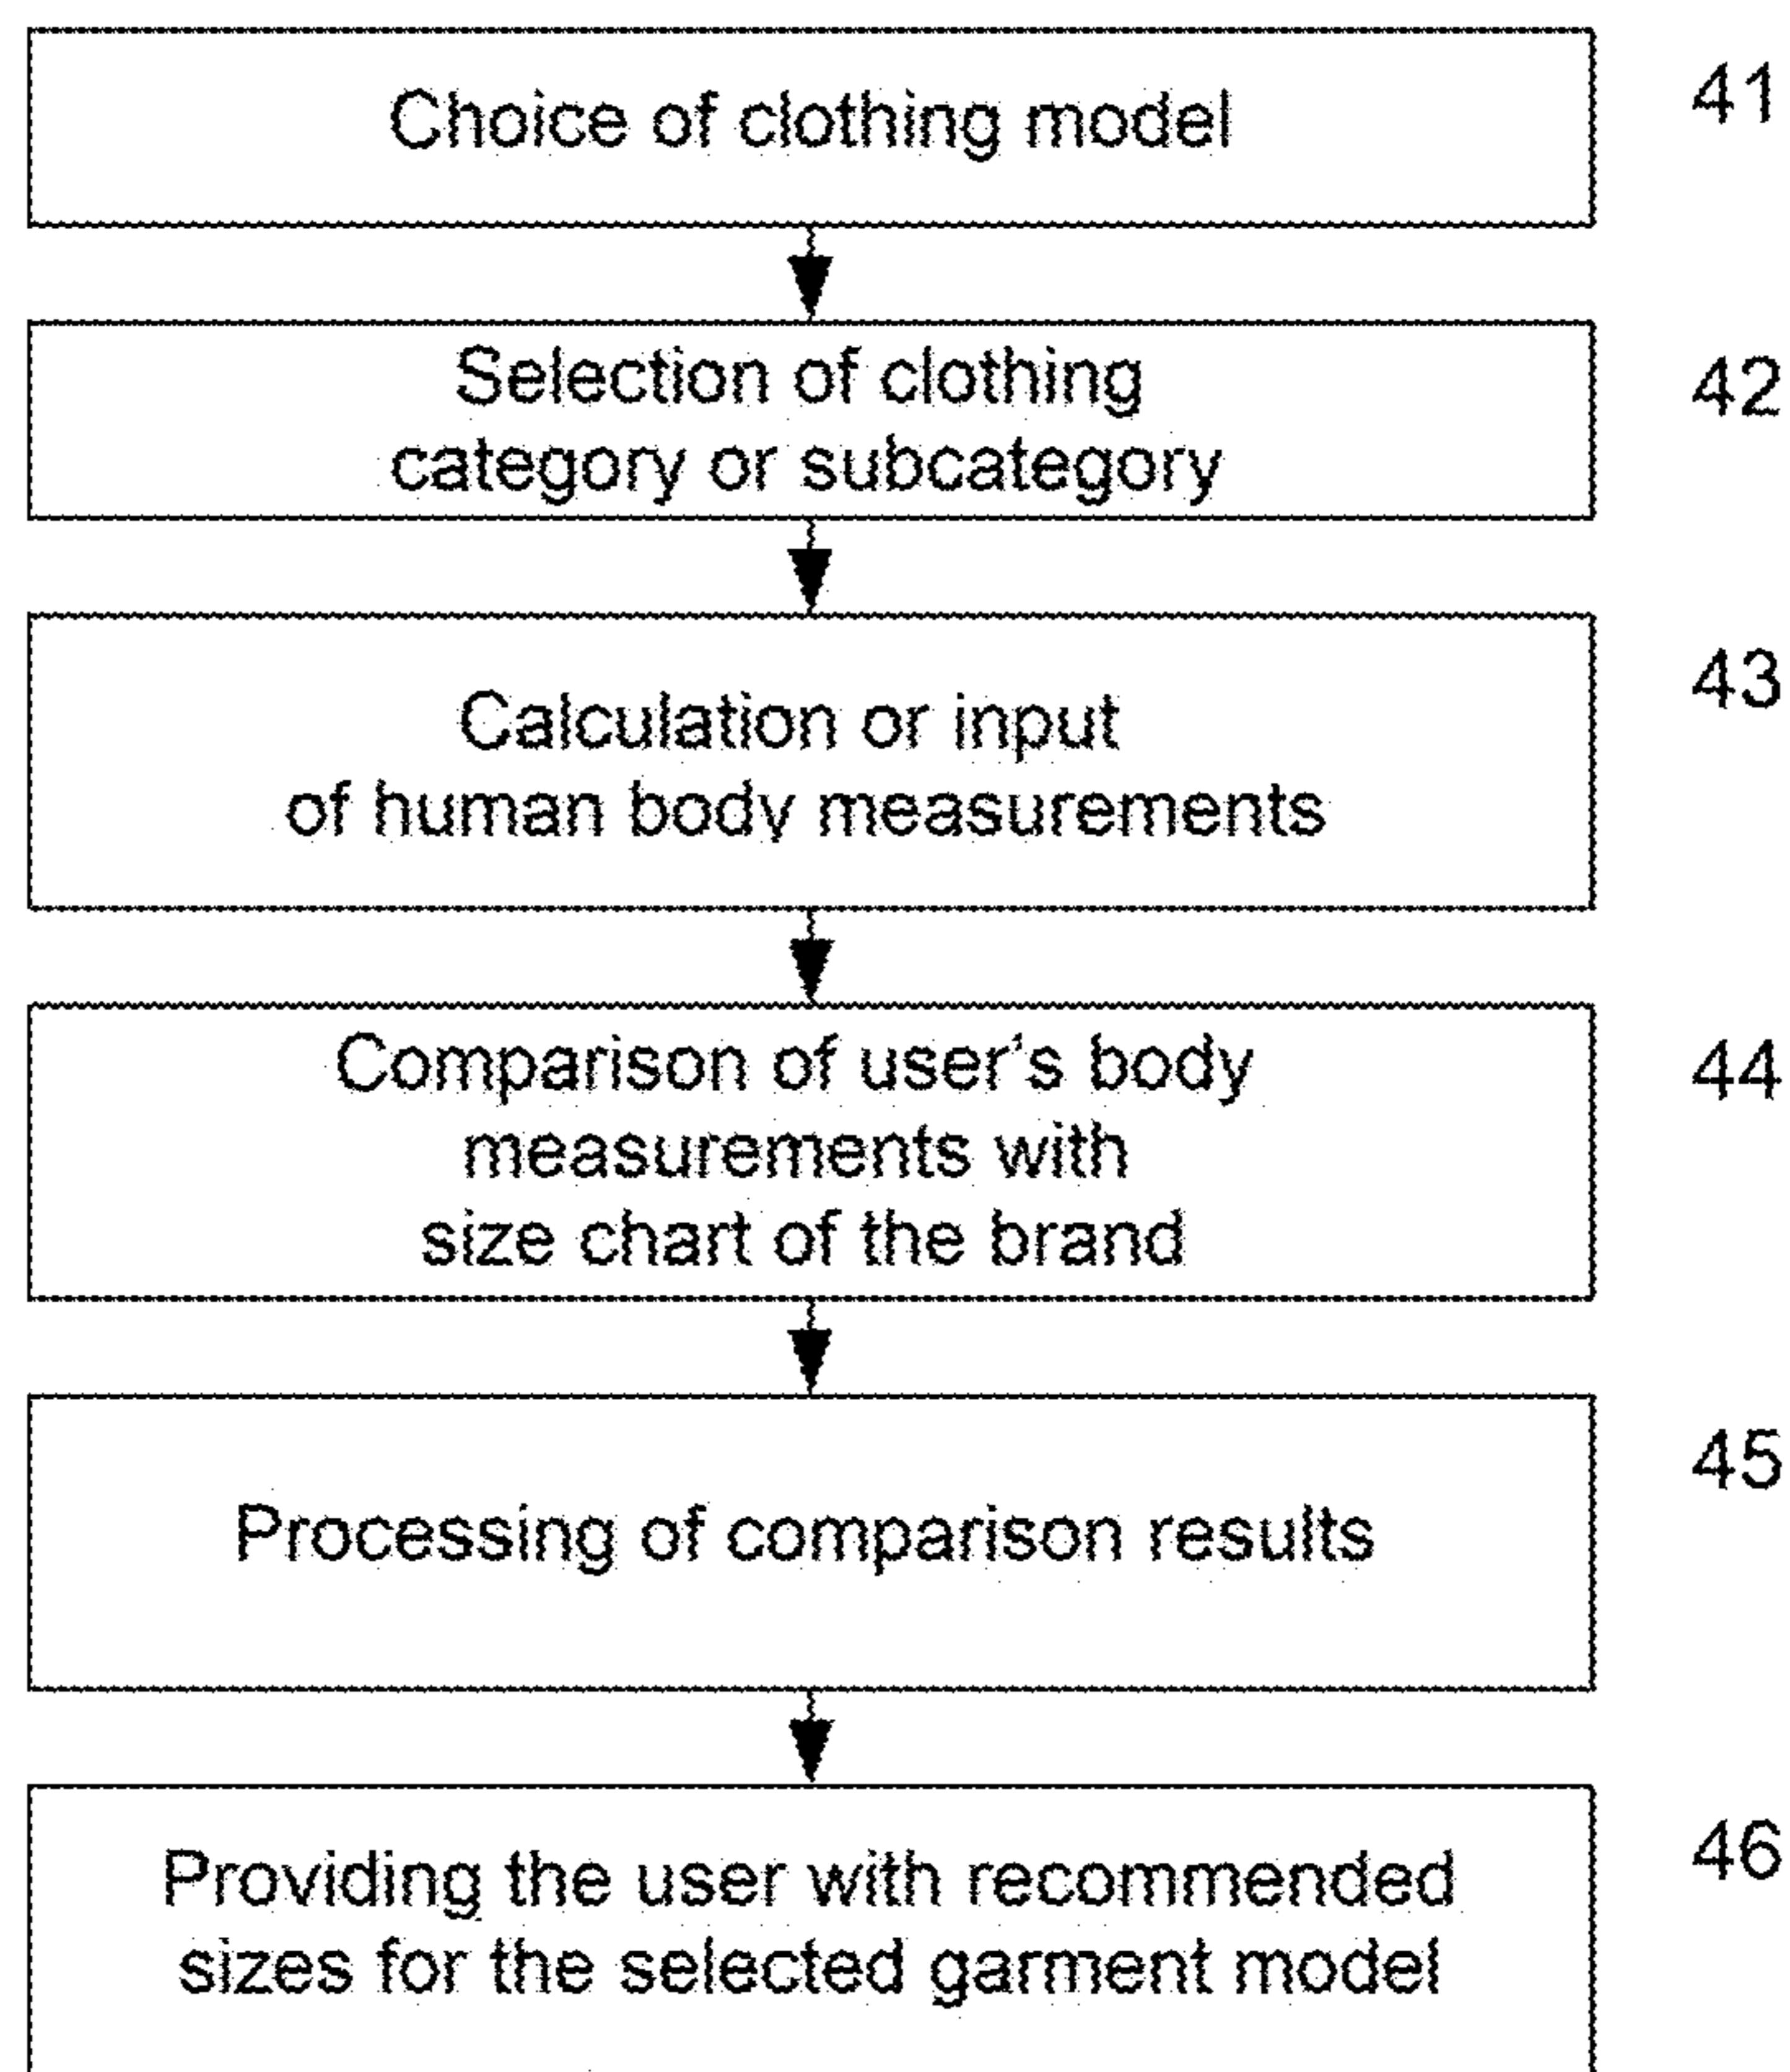 Choice of clothing model
41
Selection of clothing
category or subcategory
42
Calculation or input
of human body measurements
43
Comparison of user's body
measurements with
size chart of the brand
44
Processing of comparison results
45
Providing the user with recommended
sizes for the selected garment model
46